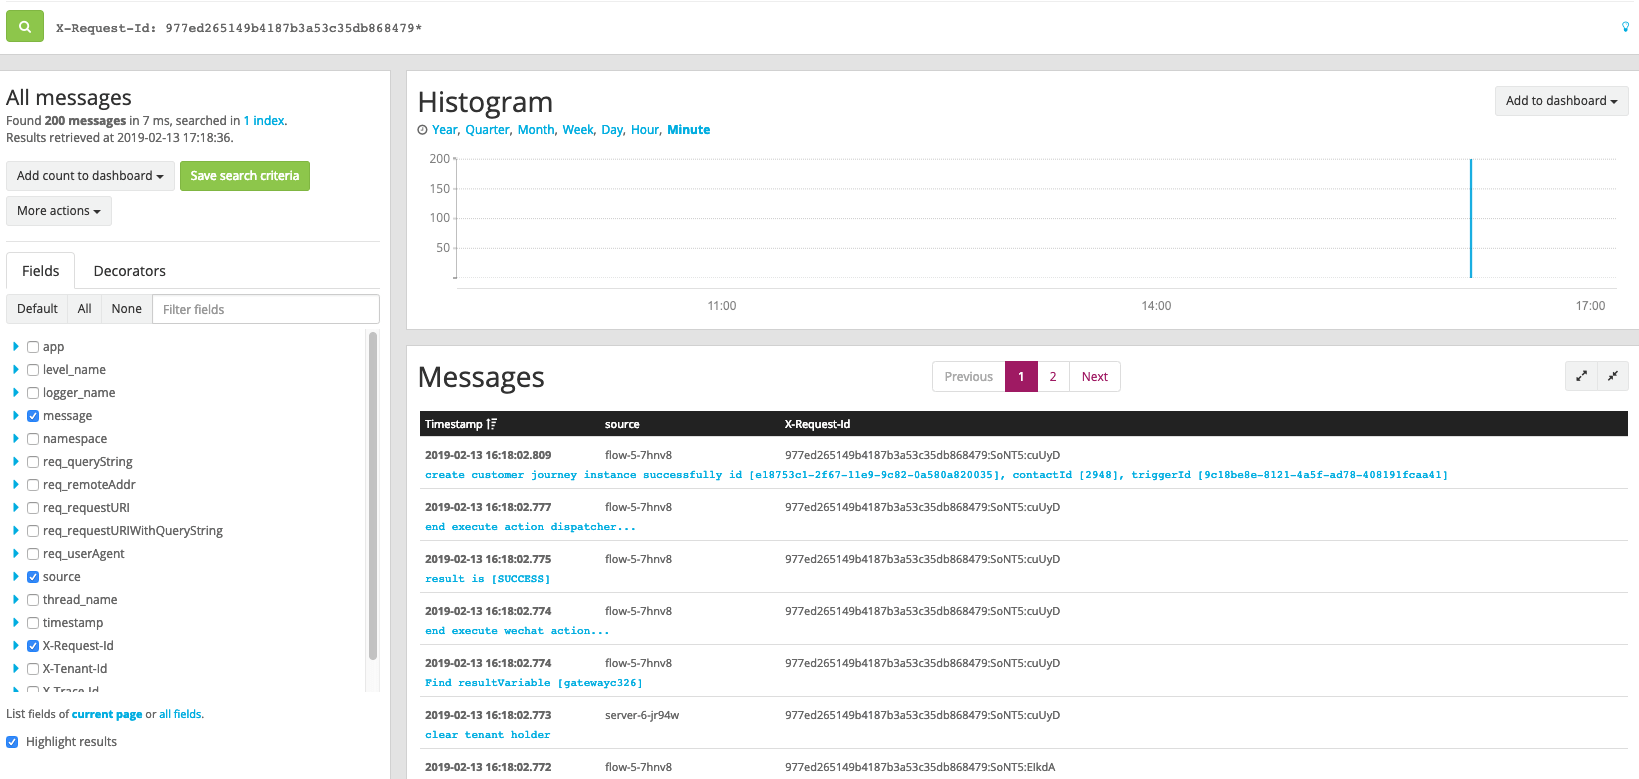 X-Request-Id: 977ed265149b4187b3a53c35db868479*
All messages
Found 200 messages in 7 ms, searched in 1 index.
Results retrieved at 2019-02-13 17:18:36.
Add count to dashboard
Save search criteria
More actions
Fields
Decorators
Default
All
None
Filter fields
app
level_name
logger_name
message
namespace
req_queryString
req_remoteAddr
req_requestURI
req_requestURIWithQueryString
req_userAgent
source
thread_name
timestamp
X-Request-Id
X-Tenant-Id
X-Trace-Id
List fields of current page or all fields.
Highlight results
Histogram
Add to dashboard
Year, Quarter, Month, Week, Day, Hour, Minute
200
150
100
50
11:00
14:00
17:00
Messages
Previous
1
2
Next
Timestamp source X-Request-Id
2019-02-13 16:18:02.809 flow-5-7hnv8 977ed265149b4187b3a53c35db868479:SoNT5:cuUyD
create customer journey instance successfully id [e18753c1-2f67-11e9-9c82-0a580a820035], contactId [2948], triggerId [9c18be8e-8121-4a5f-ad78-408191fcaa41]
2019-02-13 16:18:02.777 flow-5-7hnv8 977ed265149b4187b3a53c35db868479:SoNT5:cuUyD
end execute action dispatcher...
2019-02-13 16:18:02.775 flow-5-7hnv8 977ed265149b4187b3a53c35db868479:SoNT5:cuUyD
result is [SUCCESS]
2019-02-13 16:18:02.774 flow-5-7hnv8 977ed265149b4187b3a53c35db868479:SoNT5:cuUyD
end execute wechat action...
2019-02-13 16:18:02.774 flow-5-7hnv8 977ed265149b4187b3a53c35db868479:SoNT5:cuUyD
Find resultVariable [gatewayc326]
2019-02-13 16:18:02.773 server-6-jr94w 977ed265149b4187b3a53c35db868479:SoNT5:cuUyD
clear tenant holder
2019-02-13 16:18:02.772 flow-5-7hnv8 977ed265149b4187b3a53c35db868479:SoNT5:ElkdA